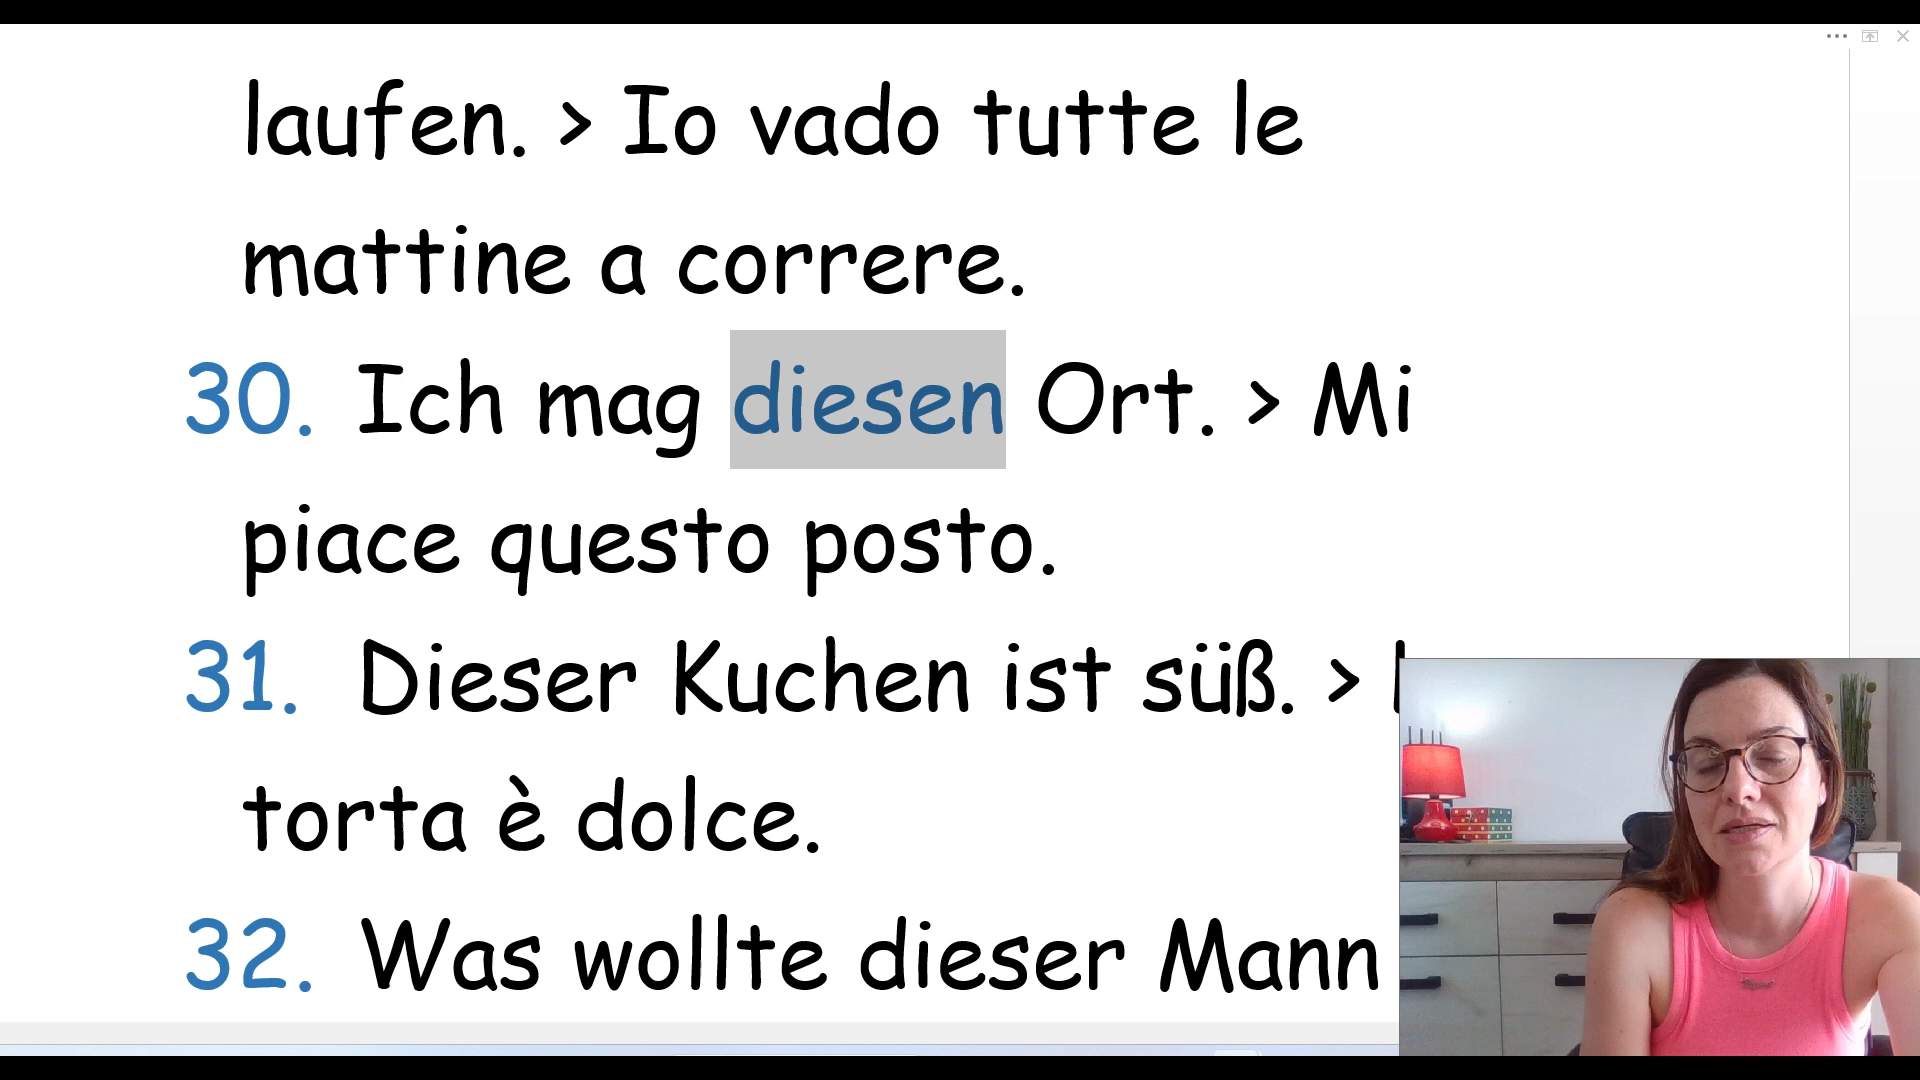 laufen. > Io vado tutte le
mattine a correre.
30. Ich mag diesen Ort. > Mi
piace questo posto.
31. Dieser Kuchen ist süß. >
torta è dolce.
32. Was wollte dieser Mann